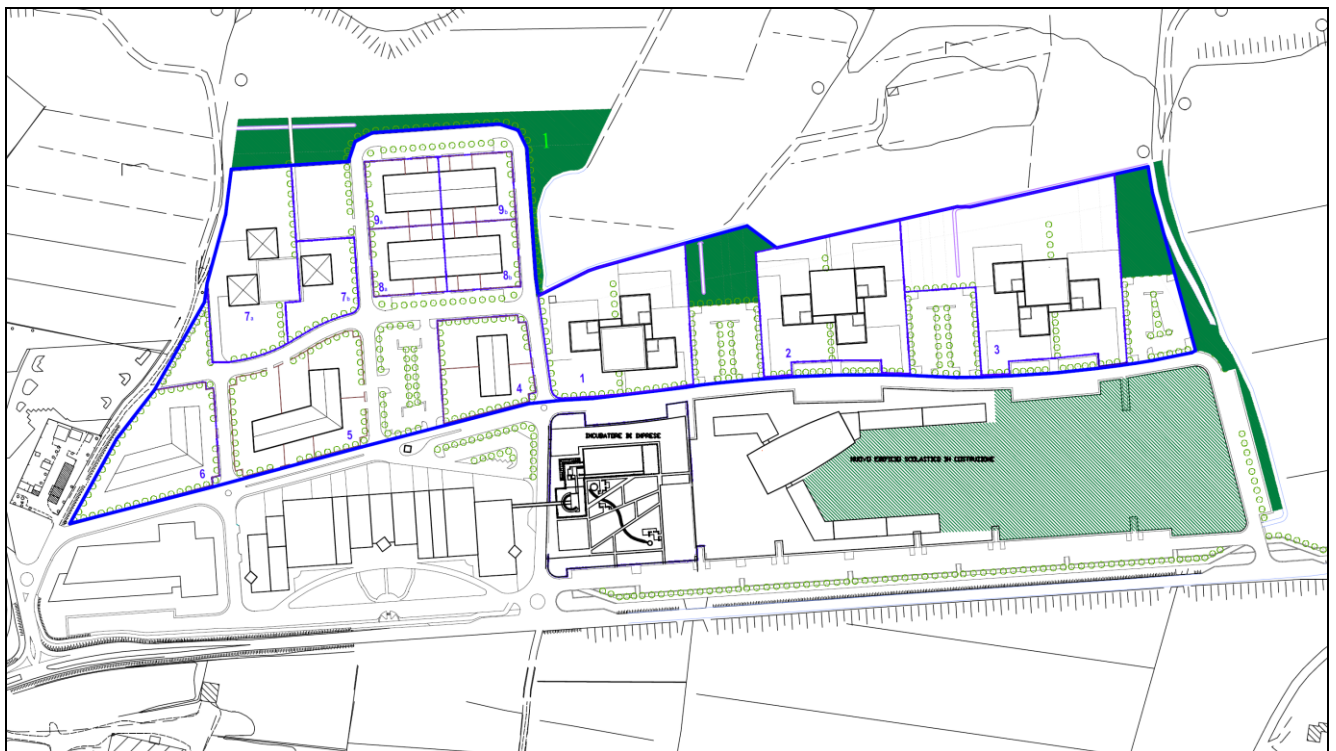 1
9a
9b
8a
8b
7a
7b
4
1
2
3
5
6
INCUBATORE DI IMPRESE
NUOVO EDIFICIO SCOLASTICO IN COSTRUZIONE